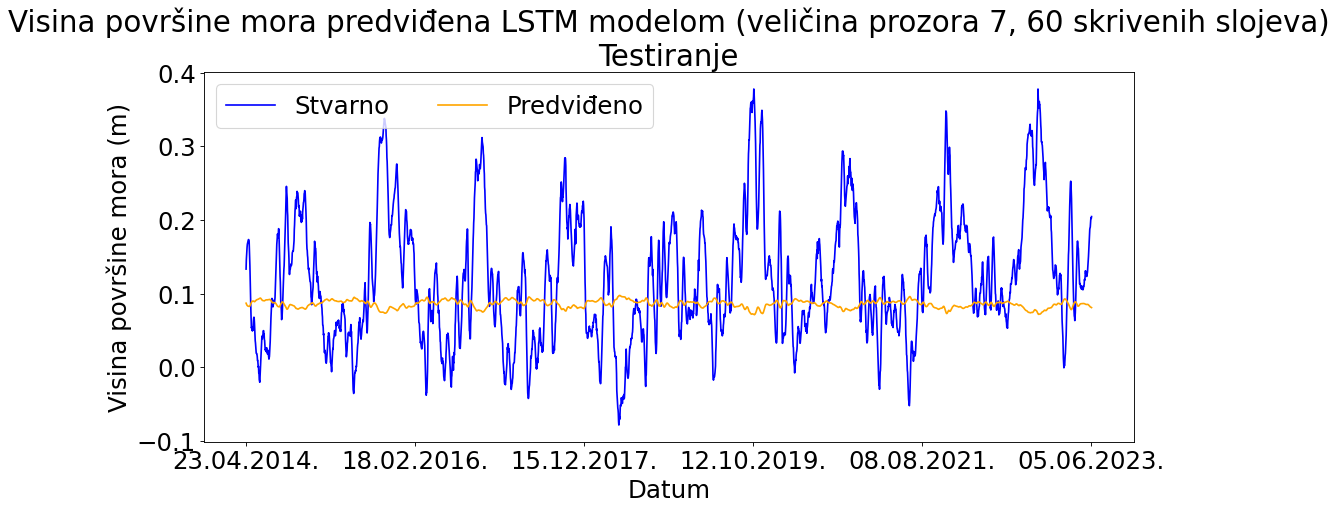 Visina površine mora predviđena LSTM modelom (veličina prozora 7, 60 skrivenih slojeva)
Testiranje
Stvarno Predviđeno
Visina površine mora (m)
0.4
0.3
0.2
0.1
0.0
−0.1
23.04.2014. 18.02.2016. 15.12.2017. 12.10.2019. 08.08.2021. 05.06.2023.
Datum